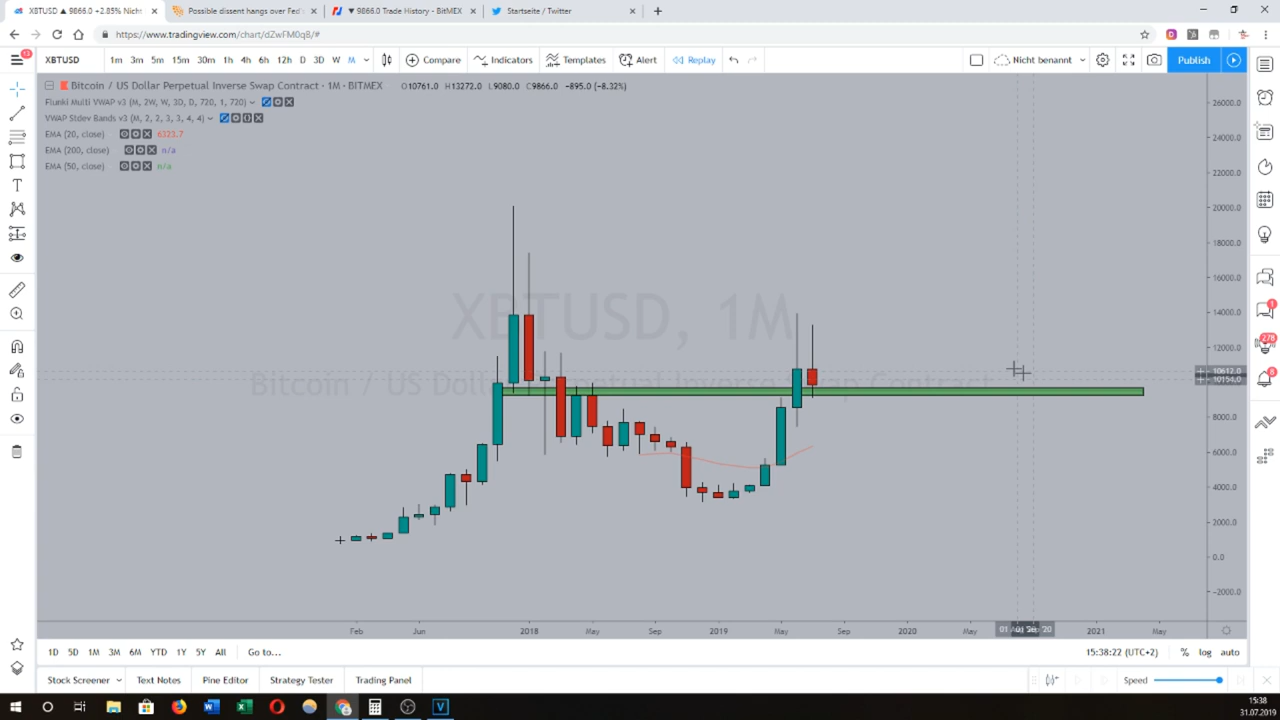 XBTUSD ▲ 9866.0 +2.85% Nicht
Possible dissent hangs over Fed's
▼ 9866.0 Trade History - BitMEX
Startseite / Twitter
https://www.tradingview.com/chart/dZwFM0q8/#
13
XBTUSD 1m 3m 5m 15m 30m 1h 4h 6h 12h D 3D W M Compare Indicators Templates Alert Replay Nicht benannt Publish
Bitcoin / US Dollar Perpetual Inverse Swap Contract · 1M · BITMEX O10761.0 H13272.0 L9080.0 C9866.0 −895.0 (−8.32%)
Flunki Multi VWAP v3 (M, 2W, W, 3D, D, 720, 1, 720)
VWAP Stdev Bands v3 (M, 2, 2, 3, 3, 4, 4)
EMA (20, close) 6323.7
EMA (200, close) n/a
EMA (50, close) n/a
XBTUSD, 1M
Bitcoin / US Dollar Perpetual Inverse Swap Contract
26000.0
24000.0
22000.0
20000.0
18000.0
16000.0
14000.0
12000.0
10612.0
10154.0
8000.0
6000.0
4000.0
2000.0
0.0
−2000.0
1
278
8
Feb Jun 2018 May Sep 2019 May Sep 2020 May 2021 May
1D 5D 1M 3M 6M YTD 1Y 5Y All Go to... 15:38:22 (UTC+2) % log auto
Stock Screener Text Notes Pine Editor Strategy Tester Trading Panel Speed
15:38
31.07.2019